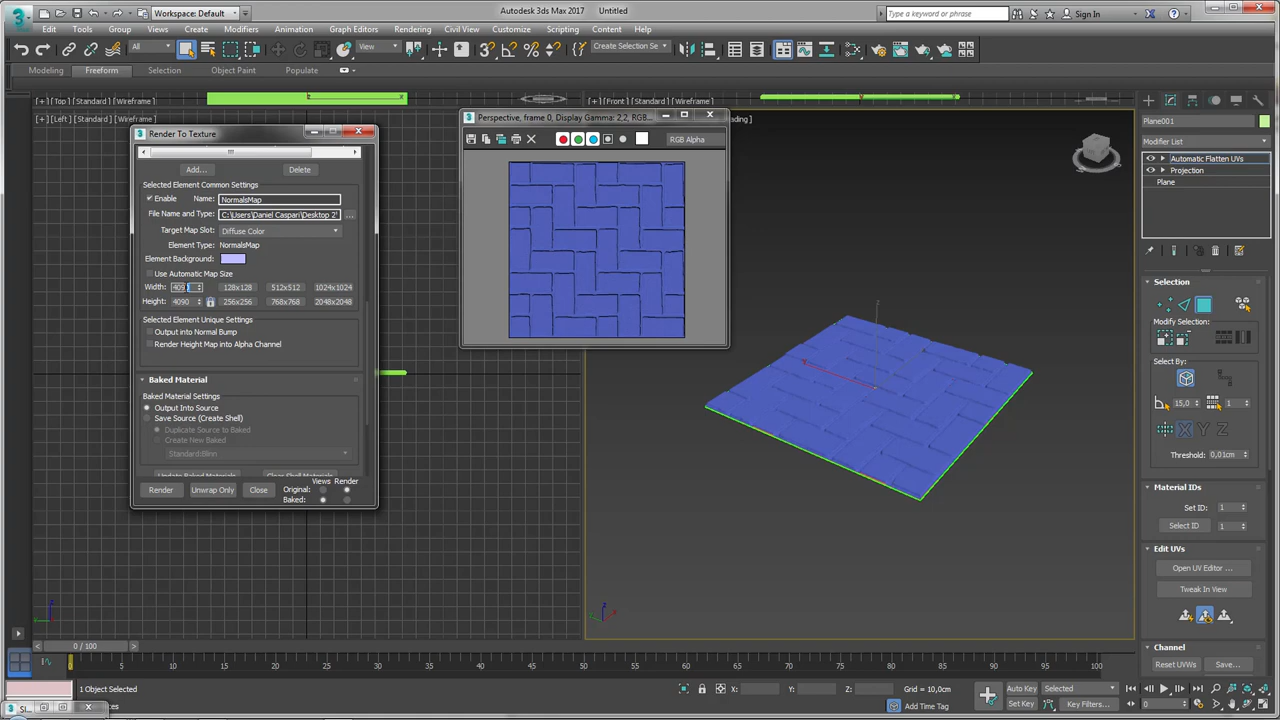 Workspace: Default
Autodesk 3ds Max 2017 Untitled
Type a keyword or phrase
Sign In
Edit Tools Group Views Create Modifiers Animation Graph Editors Rendering Civil View Customize Scripting Content Help
All View Create Selection Se
Modeling Freeform Selection Object Paint Populate
[+] [Top] [Standard] [Wireframe]
[+] [Front] [Standard] [Wireframe]
[+] [Left] [Standard] [Wireframe]
Render To Texture
Add... Delete
Selected Element Common Settings
Enable Name: NormalsMap
File Name and Type: C:\Users\Daniel Caspari\Desktop 2' ...
Target Map Slot: Diffuse Color
Element Type: NormalsMap
Element Background:
Use Automatic Map Size
Width: 128x128 512x512 1024x1024
Height: 4090 256x256 768x768 2048x2048
Selected Element Unique Settings
Output into Normal Bump
Render Height Map into Alpha Channel
Baked Material
Baked Material Settings
Output Into Source
Save Source (Create Shell)
Duplicate Source to Baked
Create New Baked
Standard:Blinn
Update Baked Materials Clear Shell Materials
Views Render
Render Unwrap Only Close Original:
Baked:
Perspective, frame 0, Display Gamma: 2,2, RGB...
RGB Alpha
ding ]
Plane001
Modifier List
Automatic Flatten UVs
Projection
Plane
Selection
Modify Selection:
Select By:
15,0 1
X Y Z
Threshold: 0,01cm
Material IDs
Set ID: 1
Select ID 1
Edit UVs
Open UV Editor ...
Tweak In View
Channel
Reset UVWs Save...
0 / 100
0 5 10 15 20 25 30 35 40 45 50 55 60 65 70 75 80 85 90 95 100
1 Object Selected
X: Y: Z: Grid = 10,0cm
Add Time Tag
Auto Key Selected
Set Key Key Filters...
0